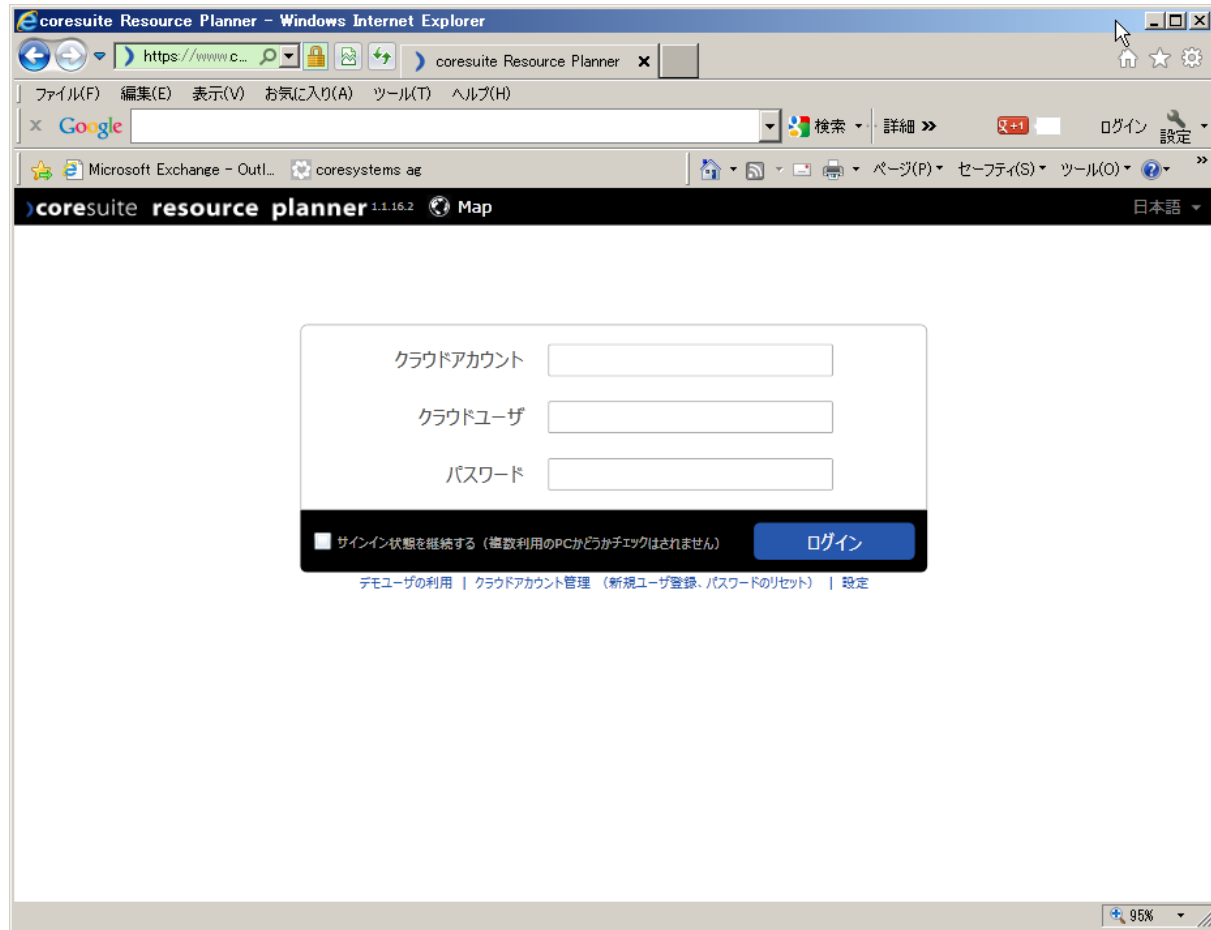 coresuite Resource Planner - Windows Internet Explorer
https://www.c... coresuite Resource Planner
ファイル(F) 編集(E) 表示(V) お気に入り(A) ツール(T) ヘルプ(H)
× Google 検索 詳細 » +1 ログイン 設定
Microsoft Exchange - Outl... coresystems ag ページ(P) セーフティ(S) ツール(O) »
coresuite resource planner 1.1.16.2 Map 日本語
クラウドアカウント
クラウドユーザ
パスワード
サインイン状態を継続する（複数利用のPCかどうかチェックはされません） ログイン
デモユーザの利用 | クラウドアカウント管理 （新規ユーザ登録、パスワードのリセット） | 設定
95%